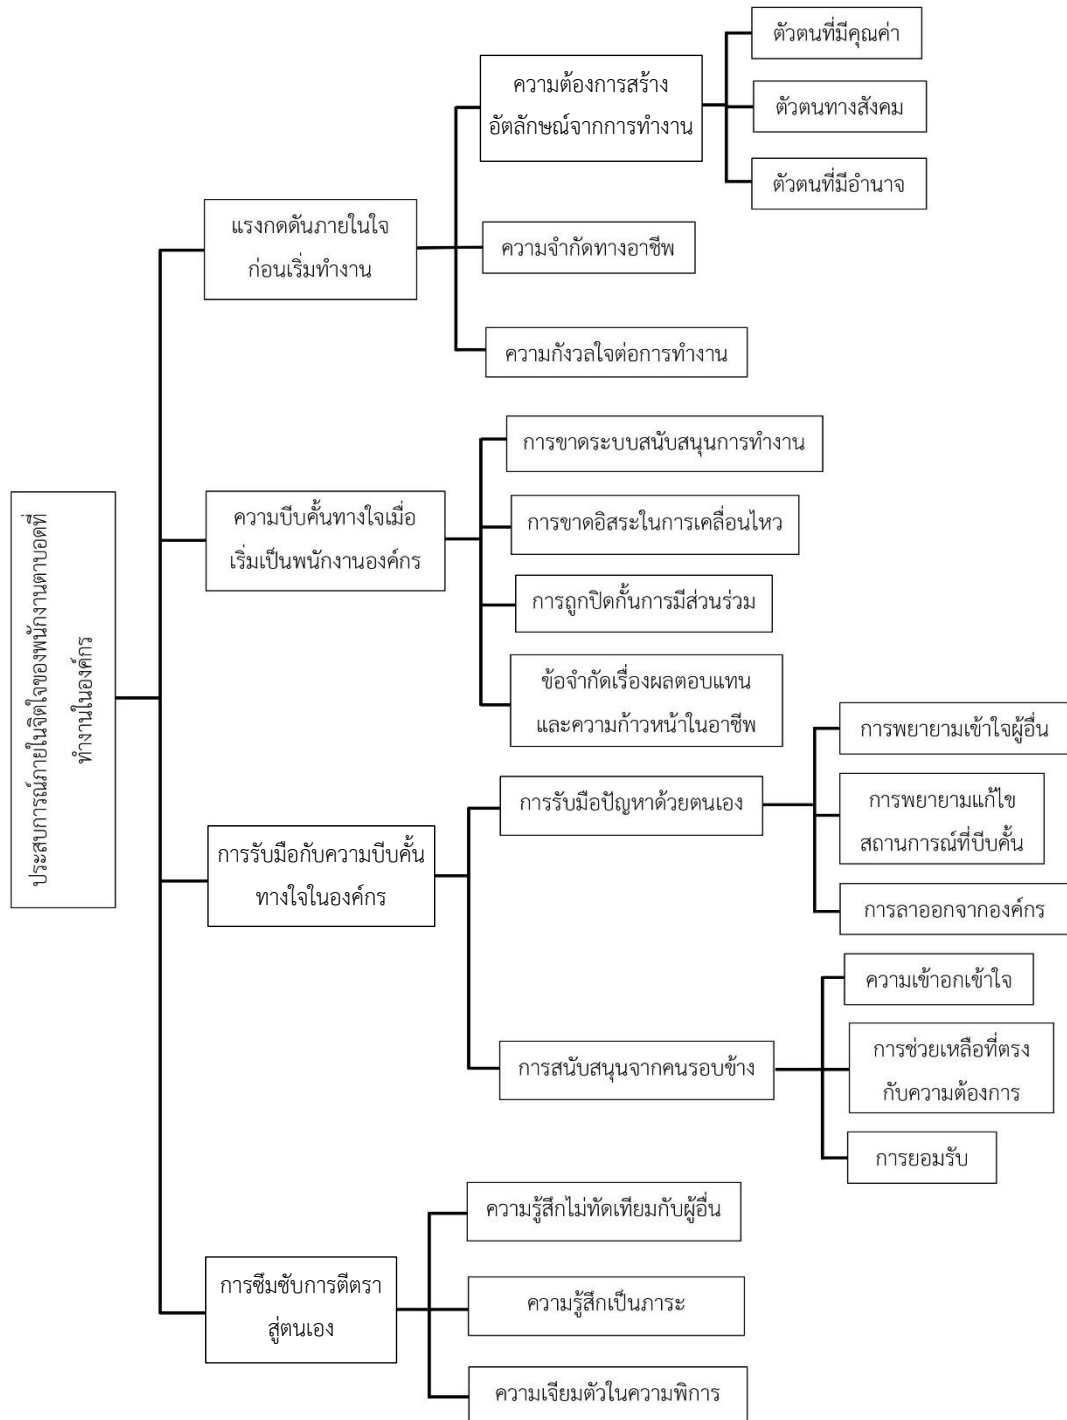 ประสบการณ์ภายในจิตใจของพนักงานตาบอดที่
ทำงานในองค์กร
แรงกดดันภายในใจ
ก่อนเริ่มทำงาน
ความต้องการสร้าง
อัตลักษณ์จากการทำงาน
ตัวตนที่มีคุณค่า
ตัวตนทางสังคม
ตัวตนที่มีอำนาจ
ความจำกัดทางอาชีพ
ความกังวลใจต่อการทำงาน
ความบีบคั้นทางใจเมื่อ
เริ่มเป็นพนักงานองค์กร
การขาดระบบสนับสนุนการทำงาน
การขาดอิสระในการเคลื่อนไหว
การถูกปิดกั้นการมีส่วนร่วม
ข้อจำกัดเรื่องผลตอบแทน
และความก้าวหน้าในอาชีพ
การรับมือกับความบีบคั้น
ทางใจในองค์กร
การรับมือปัญหาด้วยตนเอง
การพยายามเข้าใจผู้อื่น
การพยายามแก้ไข
สถานการณ์ที่บีบคั้น
การลาออกจากองค์กร
การสนับสนุนจากคนรอบข้าง
ความเข้าอกเข้าใจ
การช่วยเหลือที่ตรง
กับความต้องการ
การยอมรับ
การซึมซับการตีตรา
สู่ตนเอง
ความรู้สึกไม่ทัดเทียมกับผู้อื่น
ความรู้สึกเป็นภาระ
ความเจียมตัวในความพิการ